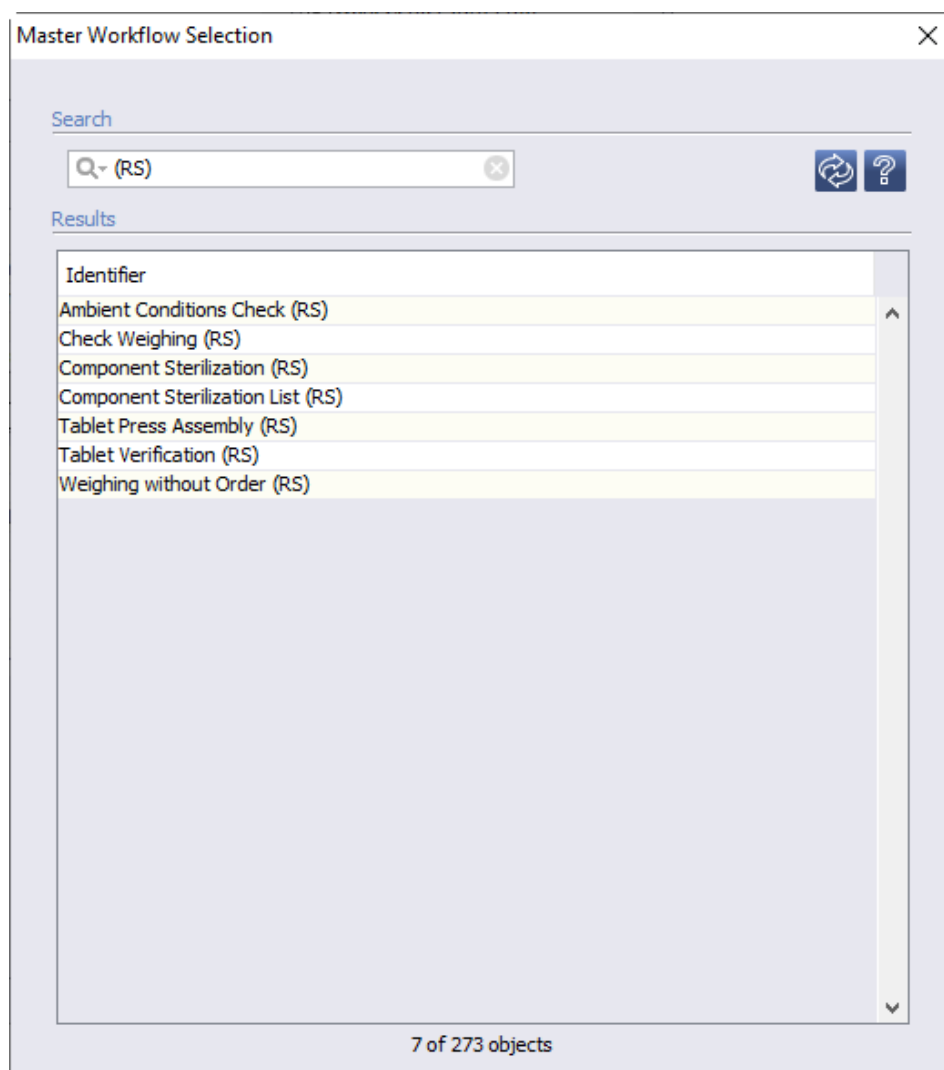 Master Workflow Selection
Search
(RS)
?
Results
Identifier
Ambient Conditions Check (RS)
Check Weighing (RS)
Component Sterilization (RS)
Component Sterilization List (RS)
Tablet Press Assembly (RS)
Tablet Verification (RS)
Weighing without Order (RS)
7 of 273 objects